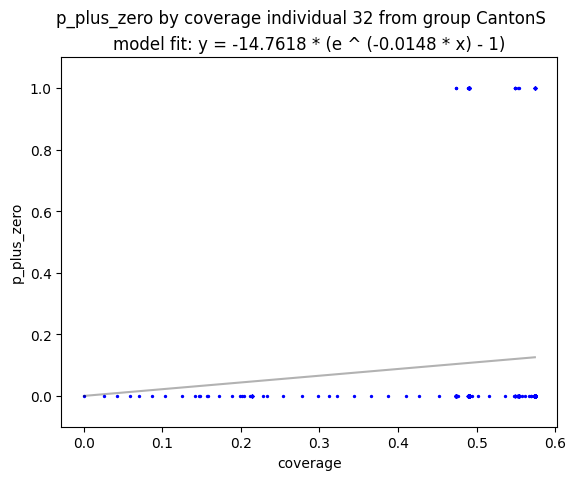 p_plus_zero by coverage individual 32 from group CantonS
model fit: y = -14.7618 * (e ^ (-0.0148 * x) - 1)
1.0
0.8
0.6
0.4
0.2
0.0
p_plus_zero
0.0 0.1 0.2 0.3 0.4 0.5 0.6
coverage